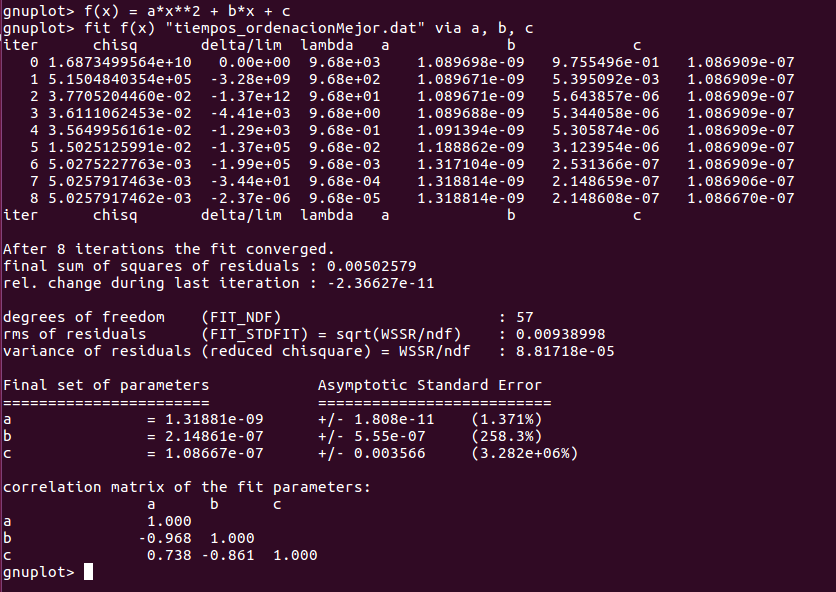 gnuplot> f(x) = a*x**2 + b*x + c
gnuplot> fit f(x) "tiempos_ordenacionMejor.dat" via a, b, c
iter      chisq       delta/lim  lambda   a             b             c
   0 1.6873499564e+10   0.00e+00  9.68e+03    1.089698e-09   9.755496e-01   1.086909e-07
   1 5.1504840354e+05  -3.28e+09  9.68e+02    1.089671e-09   5.395092e-03   1.086909e-07
   2 3.7705204460e-02  -1.37e+12  9.68e+01    1.089671e-09   5.643857e-06   1.086909e-07
   3 3.6111062453e-02  -4.41e+03  9.68e+00    1.089688e-09   5.344058e-06   1.086909e-07
   4 3.5649956161e-02  -1.29e+03  9.68e-01    1.091394e-09   5.305874e-06   1.086909e-07
   5 1.5025125991e-02  -1.37e+05  9.68e-02    1.188862e-09   3.123954e-06   1.086909e-07
   6 5.0275227763e-03  -1.99e+05  9.68e-03    1.317104e-09   2.531366e-07   1.086909e-07
   7 5.0257917463e-03  -3.44e+01  9.68e-04    1.318814e-09   2.148659e-07   1.086906e-07
   8 5.0257917462e-03  -2.37e-06  9.68e-05    1.318814e-09   2.148608e-07   1.086670e-07
iter      chisq       delta/lim  lambda   a             b             c
After 8 iterations the fit converged.
final sum of squares of residuals : 0.00502579
rel. change during last iteration : -2.36627e-11
degrees of freedom    (FIT_NDF)                        : 57
rms of residuals      (FIT_STDFIT) = sqrt(WSSR/ndf)    : 0.00938998
variance of residuals (reduced chisquare) = WSSR/ndf   : 8.81718e-05
Final set of parameters            Asymptotic Standard Error
=======================            ==========================
a               = 1.31881e-09      +/- 1.808e-11    (1.371%)
b               = 2.14861e-07      +/- 5.55e-07     (258.3%)
c               = 1.08667e-07      +/- 0.003566     (3.282e+06%)
correlation matrix of the fit parameters:
                a      b      c
a               1.000
b              -0.968  1.000
c               0.738 -0.861  1.000
gnuplot>